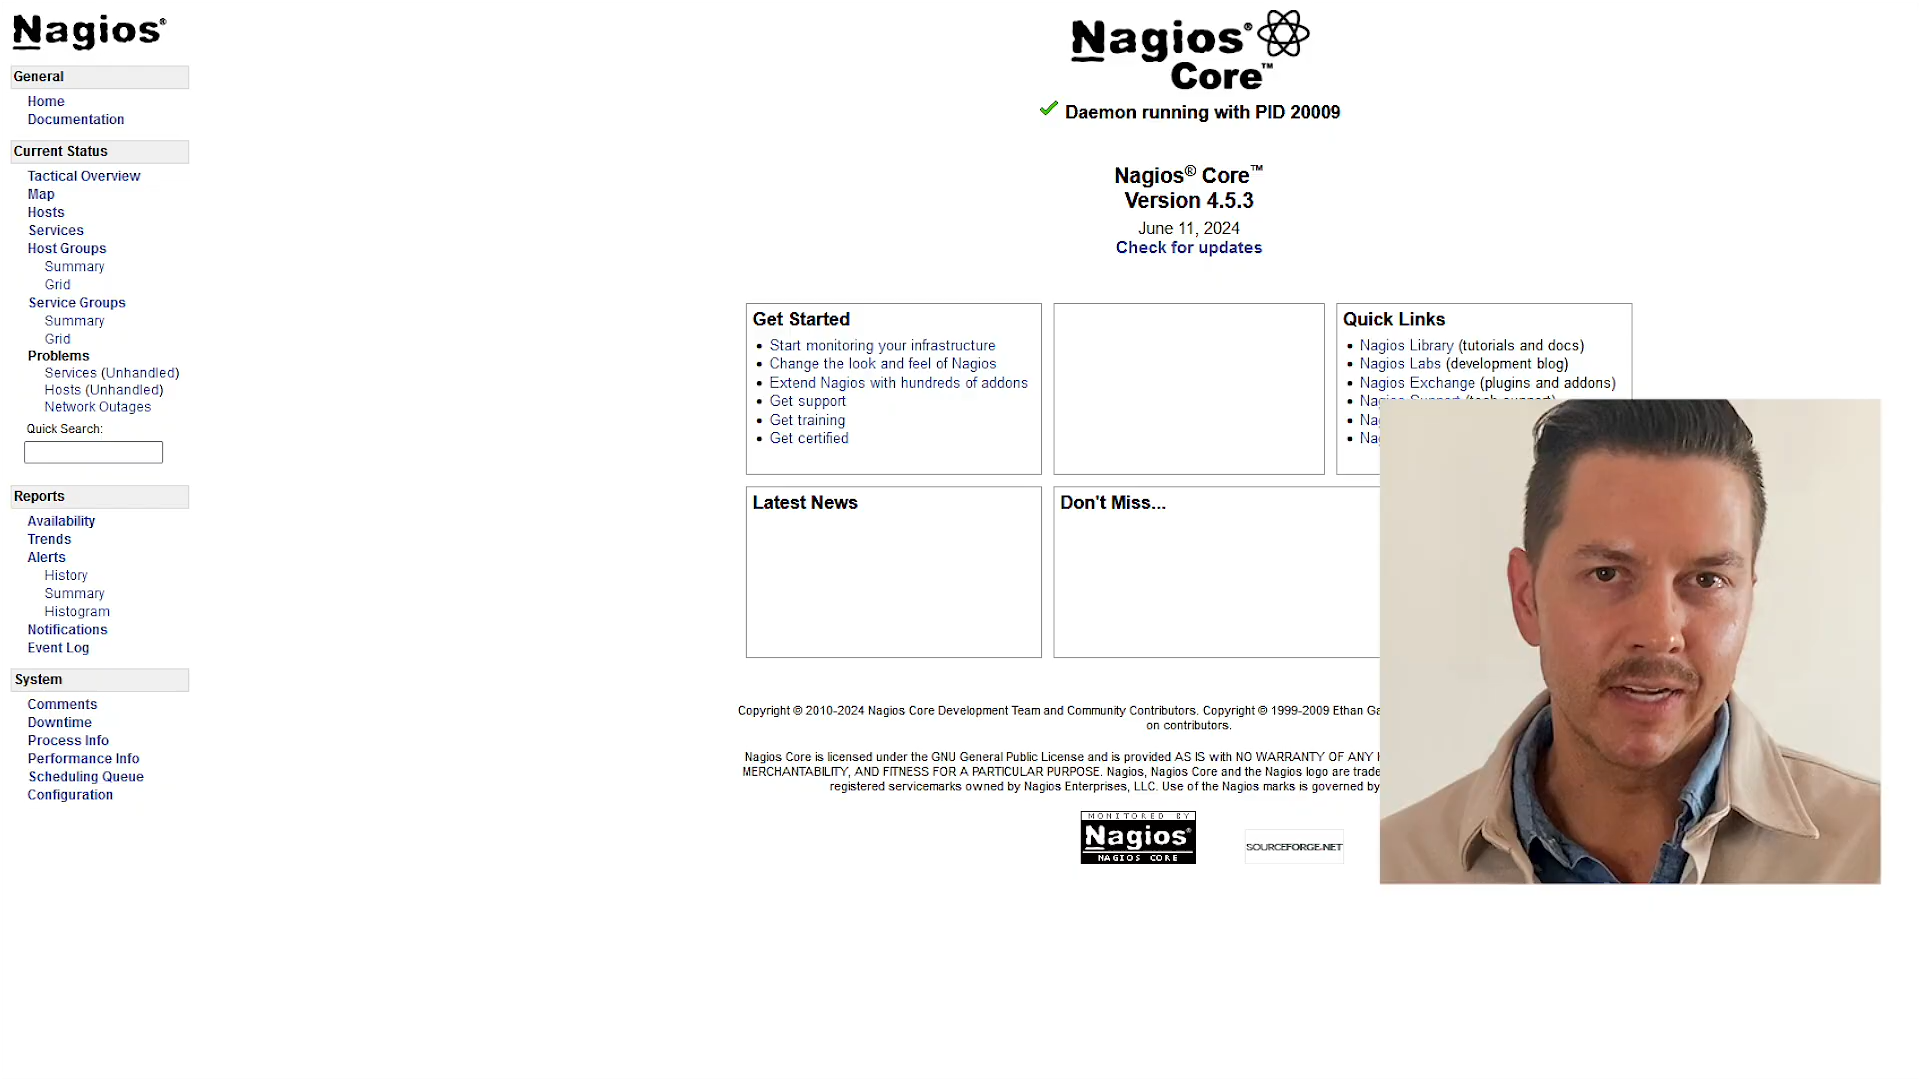 Nagios®
General
Home
Documentation
Current Status
Tactical Overview
Map
Hosts
Services
Host Groups
Summary
Grid
Service Groups
Summary
Grid
Problems
Services (Unhandled)
Hosts (Unhandled)
Network Outages
Quick Search:
Reports
Availability
Trends
Alerts
History
Summary
Histogram
Notifications
Event Log
System
Comments
Downtime
Process Info
Performance Info
Scheduling Queue
Configuration
Nagios®
Core™
Daemon running with PID 20009
Nagios® Core™
Version 4.5.3
June 11, 2024
Check for updates
Get Started
• Start monitoring your infrastructure
• Change the look and feel of Nagios
• Extend Nagios with hundreds of addons
• Get support
• Get training
• Get certified
Quick Links
• Nagios Library (tutorials and docs)
• Nagios Labs (development blog)
• Nagios Exchange (plugins and addons)
• Nagios Support (tech support)
• Na
• Na
Latest News
Don't Miss...
Copyright © 2010-2024 Nagios Core Development Team and Community Contributors. Copyright © 1999-2009 Ethan
on contributors.
Nagios Core is licensed under the GNU General Public License and is provided AS IS with NO WARRANTY OF ANY
MERCHANTABILITY, AND FITNESS FOR A PARTICULAR PURPOSE. Nagios, Nagios Core and the Nagios logo are trade
registered servicemarks owned by Nagios Enterprises, LLC. Use of the Nagios marks is governed by
MONITORED BY
Nagios®
NAGIOS CORE
SOURCEFORGE.NET